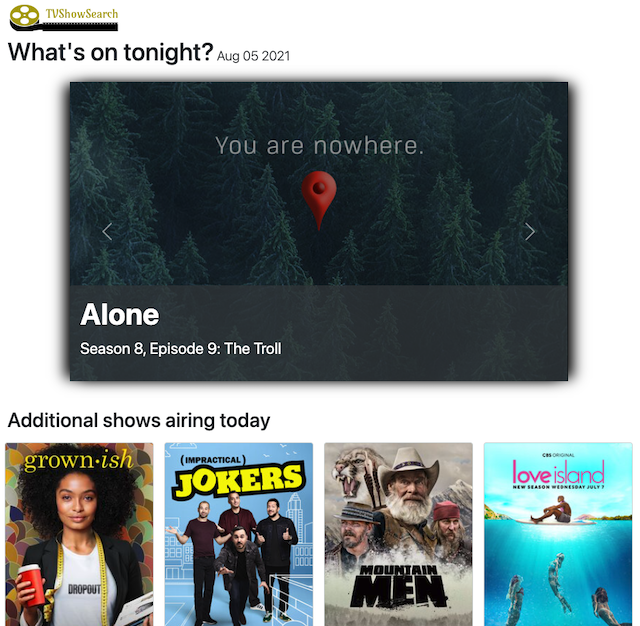 TVShowSearch
What's on tonight? Aug 05 2021
You are nowhere.
Alone
Season 8, Episode 9: The Troll
Additional shows airing today
grown·ish
DROPOUT
(IMPRACTICAL)
JOKERS
MOUNTAIN
MEN
CBS ORIGINAL
love island
NEW SEASON WEDNESDAY JULY 7